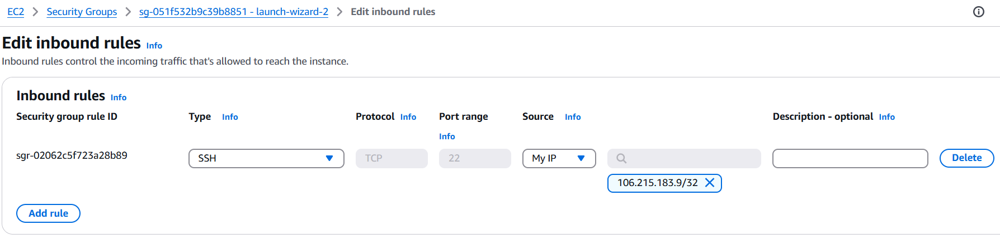 EC2 > Security Groups > sg-051f532b9c39b8851 - launch-wizard-2 > Edit inbound rules
Edit inbound rules Info
Inbound rules control the incoming traffic that's allowed to reach the instance.
Inbound rules Info
Security group rule ID Type Info Protocol Info Port range Source Info Description - optional Info
Info
sgr-02062c5f723a28b89 SSH TCP 22 My IP Delete
106.215.183.9/32
Add rule